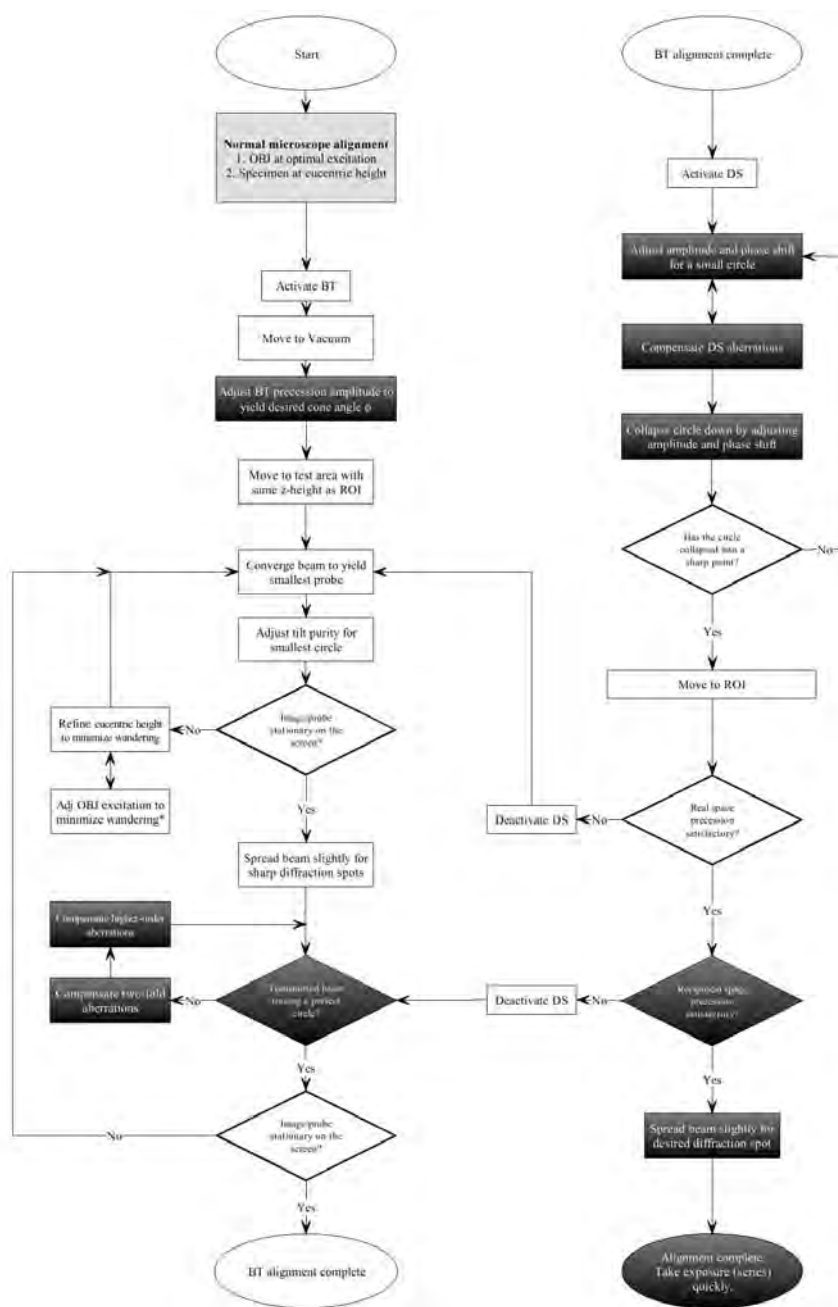 Start
Normal microscope alignment
1. OBJ at optimal excitation
2. Specimen at eucentric height
Activate BT
Move to Vacuum
Adjust BT precession amplitude to
yield desired cone angle φ
Move to test area with
same z-height as ROI
Converge beam to yield
smallest probe
Adjust tilt purity for
smallest circle
Image/probe
stationary on the
screen?
No
Refine eucentric height
to minimize wandering
Adj OBJ excitation to
minimize wandering*
Yes
Spread beam slightly for
sharp diffraction spots
Compensate higher-order
aberrations
Compensate two-fold
aberrations
No
Transmitted beam
tracing a perfect
circle?
Yes
No
Image/probe
stationary on the
screen?
Yes
BT alignment complete
BT alignment complete
Activate DS
Adjust amplitude and phase shift
for a small circle
Compensate DS aberrations
Collapse circle down by adjusting
amplitude and phase shift
Has the circle
collapsed into a
sharp point?
No
Yes
Move to ROI
Real space
precession
satisfactory?
No
Deactivate DS
Yes
Reciprocal space
precession
satisfactory?
No
Deactivate DS
Yes
Spread beam slightly for
desired diffraction spot
Alignment complete
Take exposure (series)
quickly.